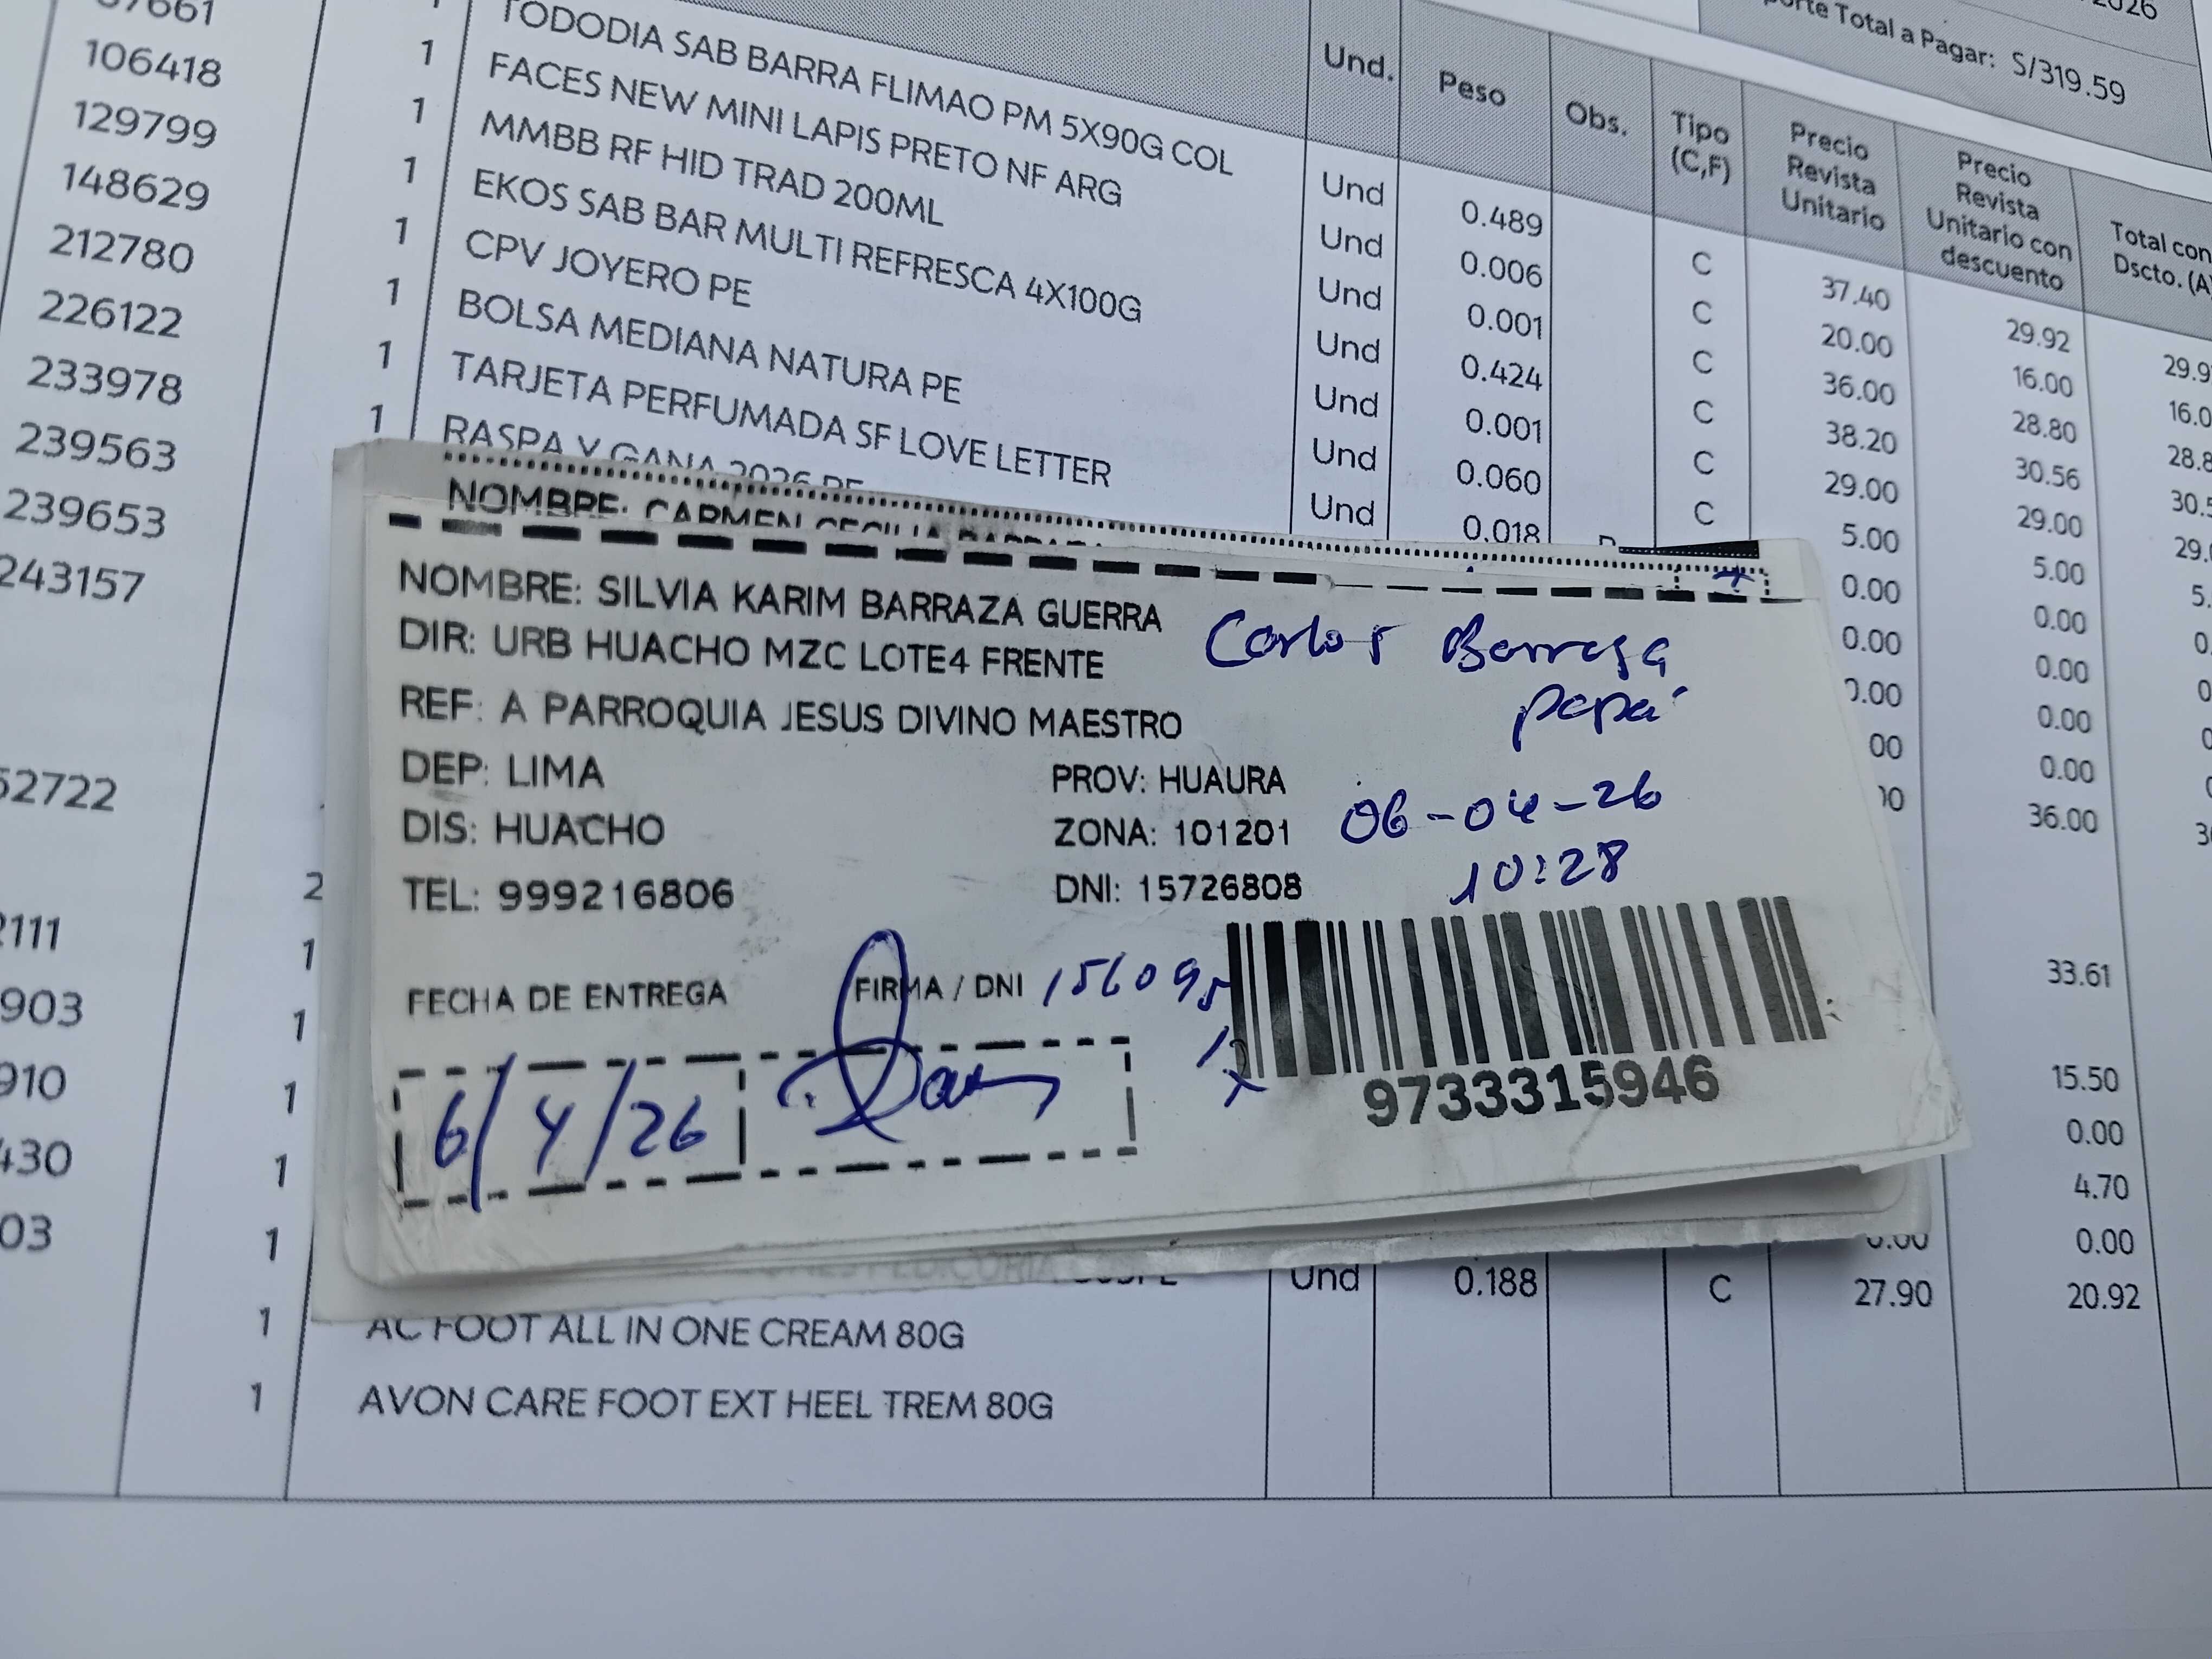 106418
129799
148629
212780
226122
233978
239563
239653
243157
1 TODODIA SAB BARRA FLIMAO PM 5X90G COL
1 FACES NEW MINI LAPIS PRETO NF ARG
1 MMBB RF HID TRAD 200ML
1 EKOS SAB BAR MULTI REFRESCA 4X100G
1 CPV JOYERO PE
1 BOLSA MEDIANA NATURA PE
1 TARJETA PERFUMADA SF LOVE LETTER
1 RASPA Y GANA 2026 PE
Total a Pagar: S/319.59
Und. Peso Obs. Tipo (C,F) Precio Revista Unitario Precio Revista Unitario con descuento Total con Dscto.
Und 0.489 C 37.40 29.92
Und 0.006 C 20.00 16.00
Und 0.001 C 36.00 28.80
Und 0.424 C 38.20 30.56
Und 0.001 C 29.00 29.00
Und 0.060 C 5.00 5.00
Und 0.018 0.00 0.00
0.00 0.00
0.00
0.00
36.00
33.61
15.50
0.00
4.70
0.00
NOMBRE: CARMEN CECILIA BARRAZA
NOMBRE: SILVIA KARIM BARRAZA GUERRA
DIR: URB HUACHO MZC LOTE4 FRENTE
REF: A PARROQUIA JESUS DIVINO MAESTRO
DEP: LIMA PROV: HUAURA
DIS: HUACHO ZONA: 101201
TEL: 999216806 DNI: 15726808
Carlos Barraza
papá
06-04-26
10:28
FECHA DE ENTREGA FIRMA / DNI 156095
6/4/26
9733315946
Und 0.188 C 27.90 20.92
1 AC FOOT ALL IN ONE CREAM 80G
1 AVON CARE FOOT EXT HEEL TREM 80G